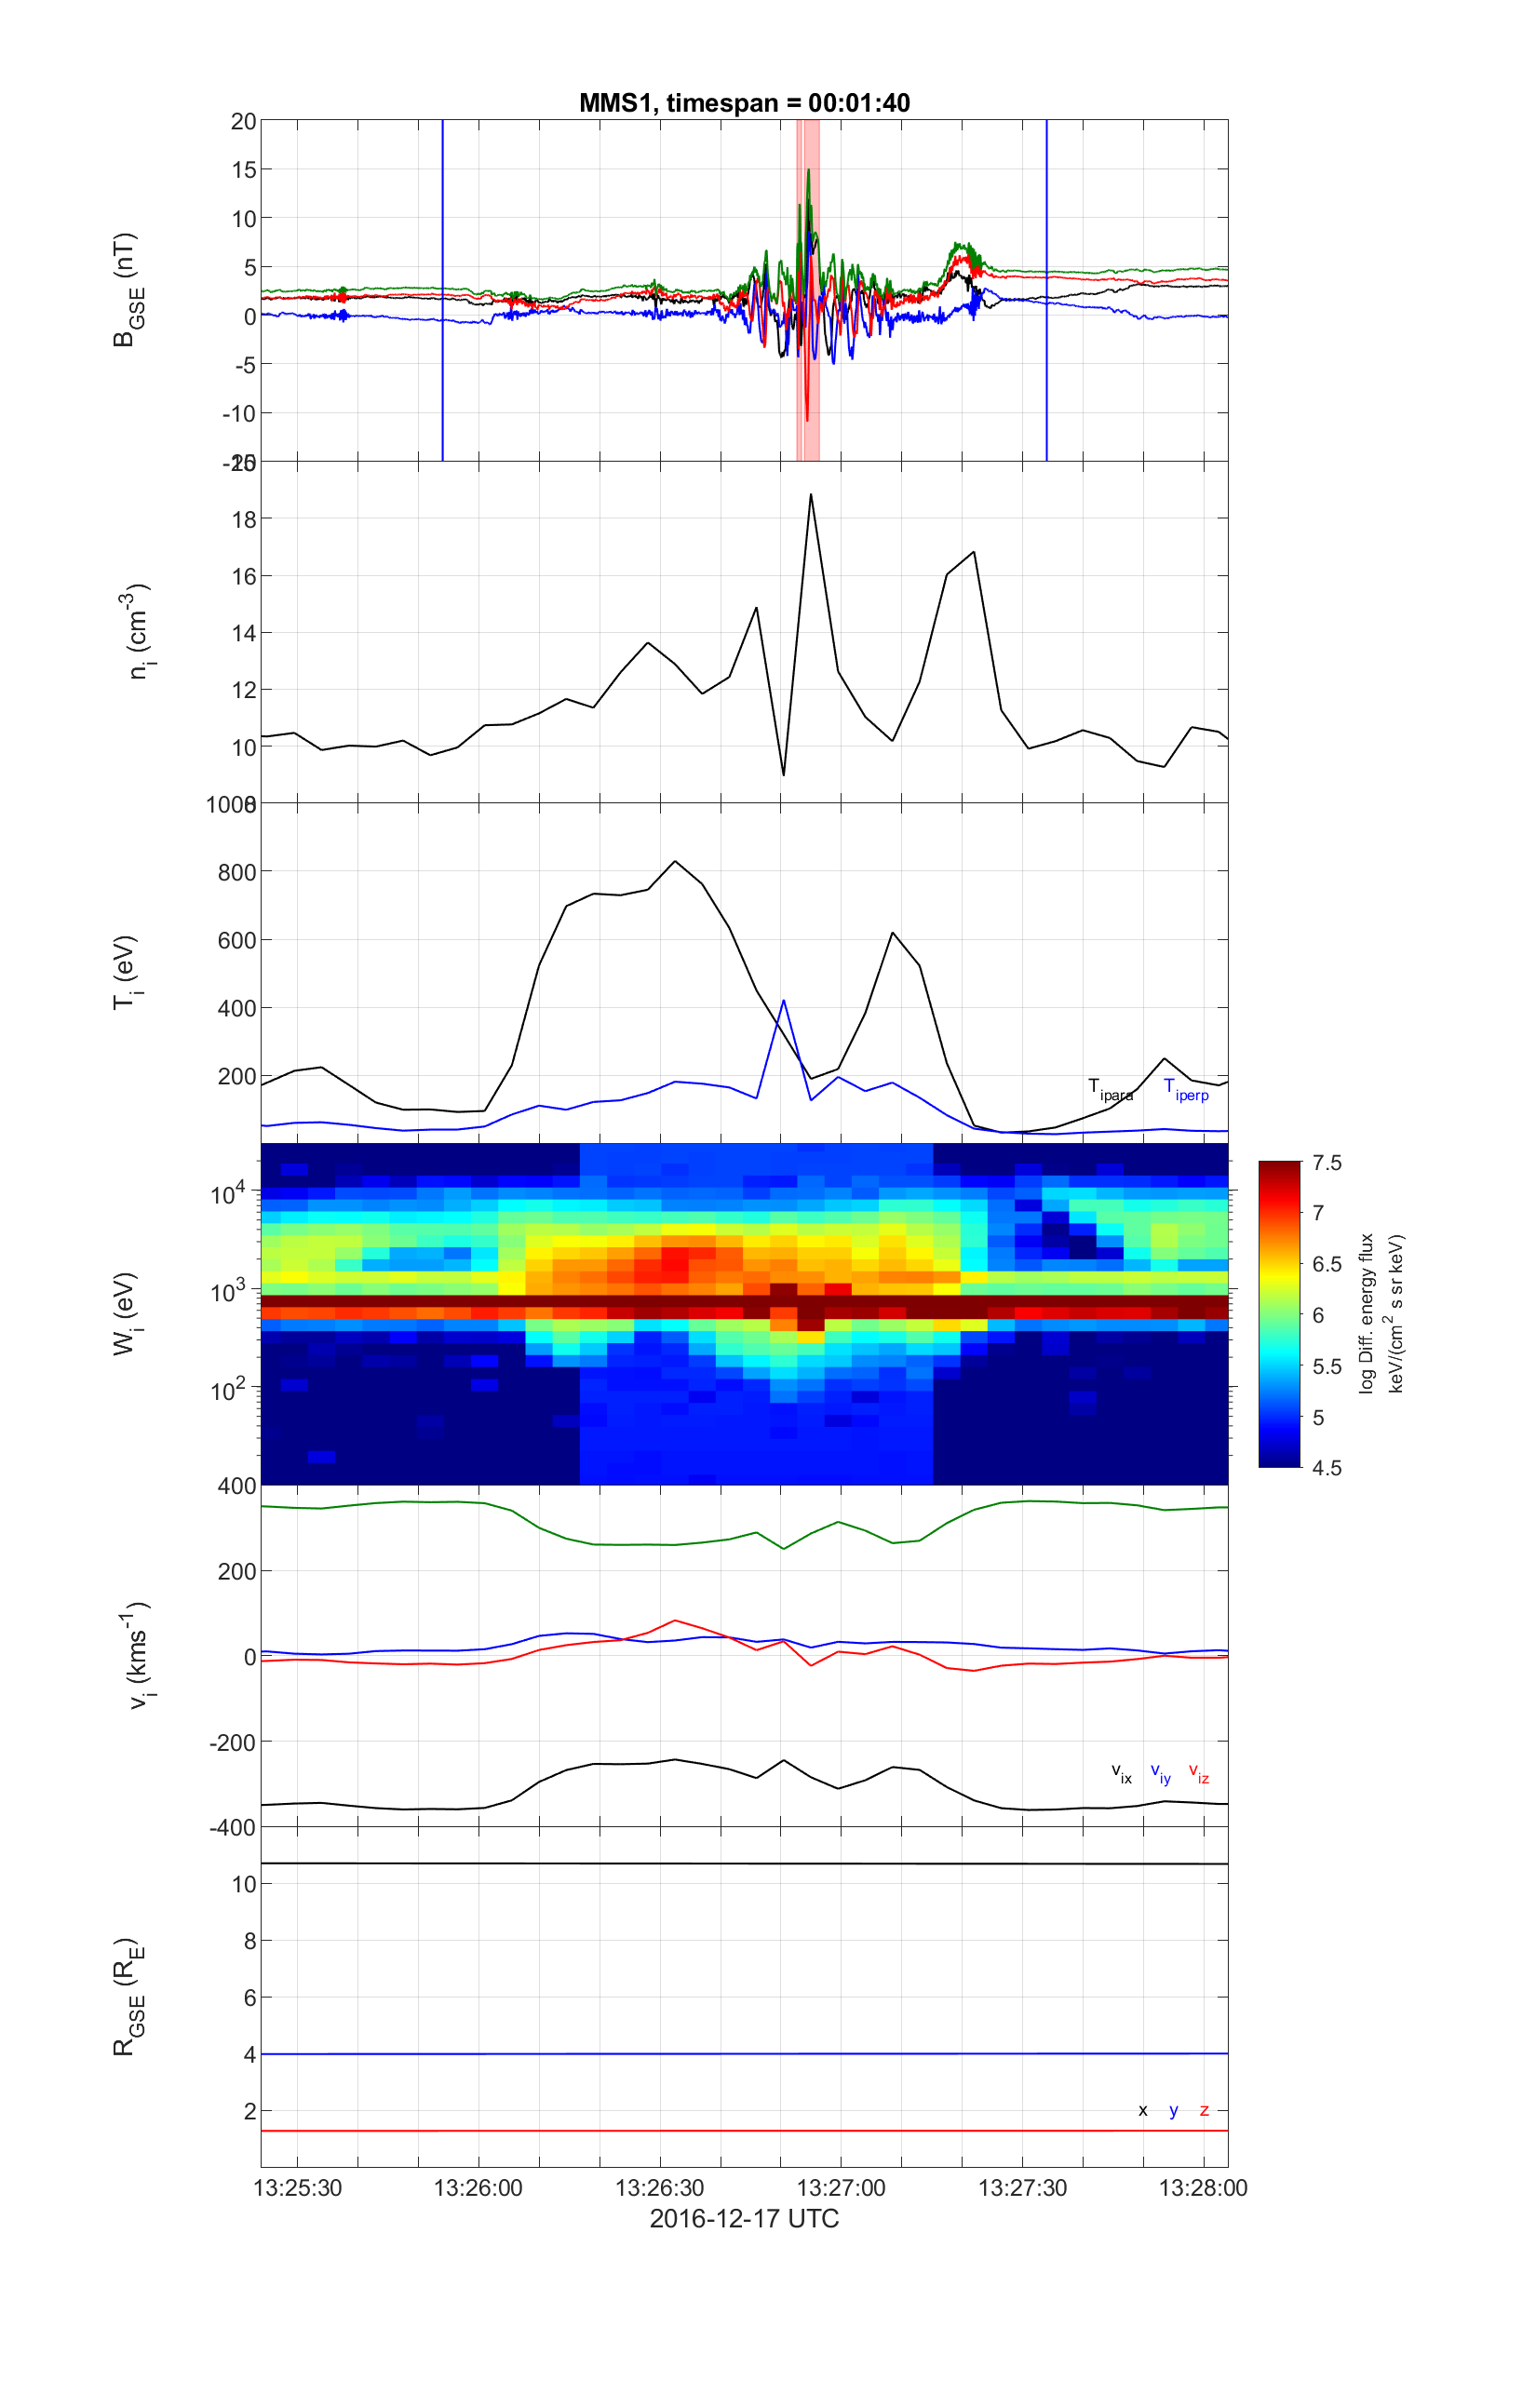 MMS1, timespan = 00:01:40
B_GSE (nT)
20
15
10
5
0
-5
-10
n_i (cm^-3)
18
16
14
12
10
T_i (eV)
800
600
400
200
T_ipara T_iperp
W_i (eV)
10^4
10^3
10^2
7.5
7
6.5
6
5.5
5
4.5
log Diff. energy flux
keV/(cm^2 s sr keV)
v_i (kms^-1)
400
200
0
-200
-400
v_ix v_iy v_iz
R_GSE (R_E)
10
8
6
4
2
x y z
13:25:30 13:26:00 13:26:30 13:27:00 13:27:30 13:28:00
2016-12-17 UTC